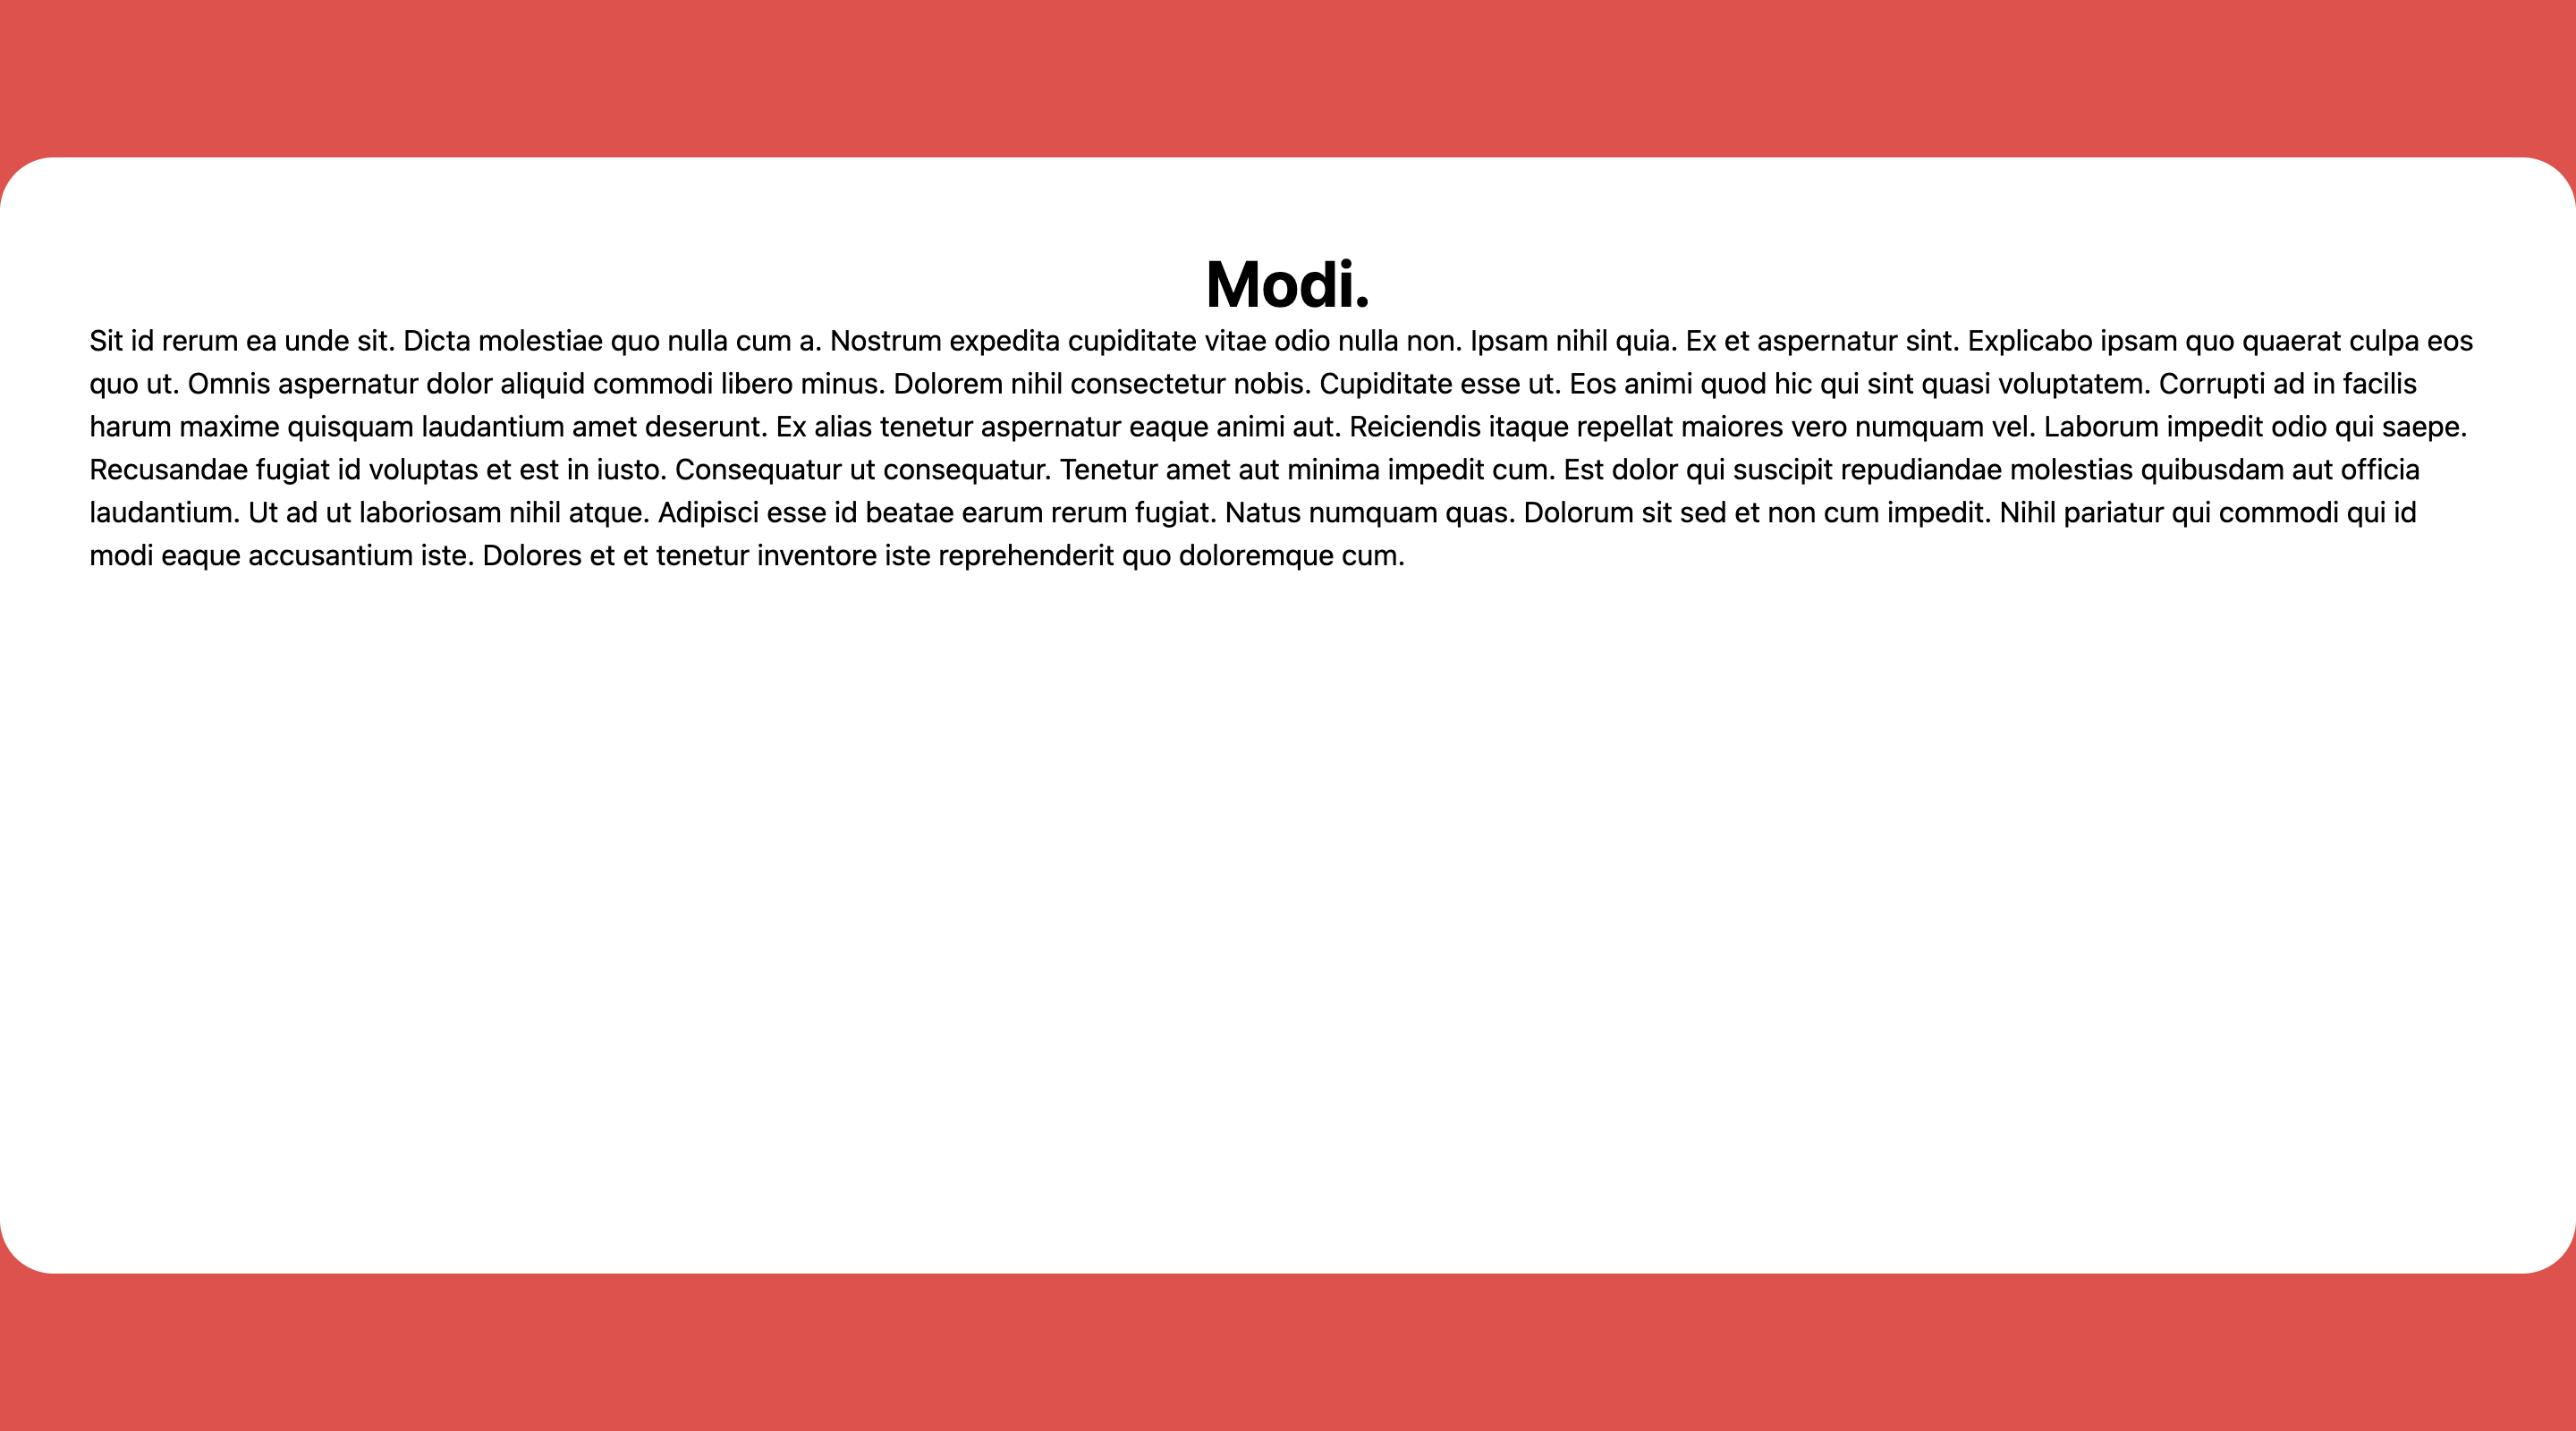 Modi.
Sit id rerum ea unde sit. Dicta molestiae quo nulla cum a. Nostrum expedita cupiditate vitae odio nulla non. Ipsam nihil quia. Ex et aspernatur sint. Explicabo ipsam quo quaerat culpa eos
quo ut. Omnis aspernatur dolor aliquid commodi libero minus. Dolorem nihil consectetur nobis. Cupiditate esse ut. Eos animi quod hic qui sint quasi voluptatem. Corrupti ad in facilis
harum maxime quisquam laudantium amet deserunt. Ex alias tenetur aspernatur eaque animi aut. Reiciendis itaque repellat maiores vero numquam vel. Laborum impedit odio qui saepe.
Recusandae fugiat id voluptas et est in iusto. Consequatur ut consequatur. Tenetur amet aut minima impedit cum. Est dolor qui suscipit repudiandae molestias quibusdam aut officia
laudantium. Ut ad ut laboriosam nihil atque. Adipisci esse id beatae earum rerum fugiat. Natus numquam quas. Dolorum sit sed et non cum impedit. Nihil pariatur qui commodi qui id
modi eaque accusantium iste. Dolores et et tenetur inventore iste reprehenderit quo doloremque cum.